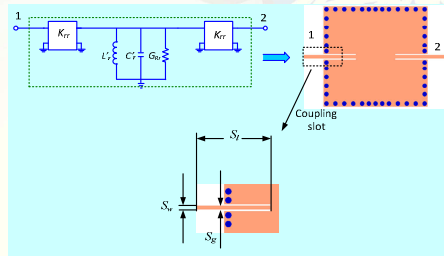 1
2
K_rr
K_rr
L'_r
C'_r
G_Rr
1
2
Coupling
slot
S_l
S_w
S_g